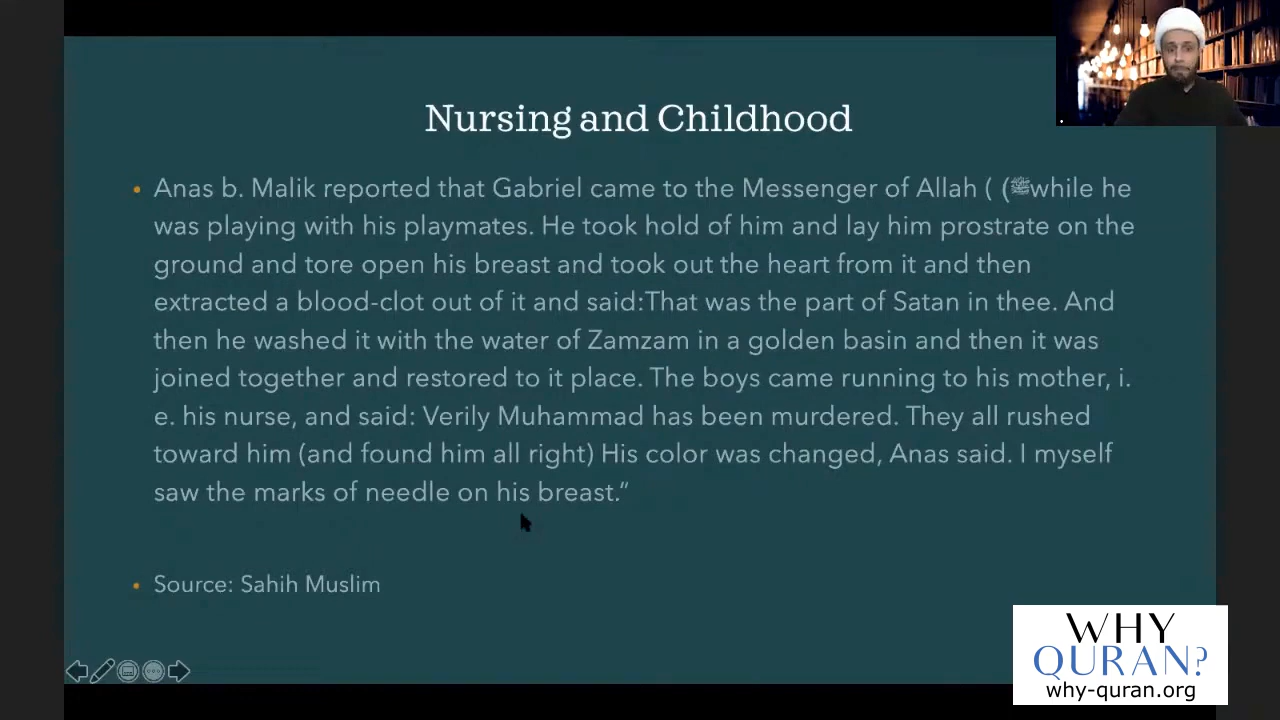 Nursing and Childhood
• Anas b. Malik reported that Gabriel came to the Messenger of Allah ( (ﷺwhile he
was playing with his playmates. He took hold of him and lay him prostrate on the
ground and tore open his breast and took out the heart from it and then
extracted a blood-clot out of it and said:That was the part of Satan in thee. And
then he washed it with the water of Zamzam in a golden basin and then it was
joined together and restored to it place. The boys came running to his mother, i.
e. his nurse, and said: Verily Muhammad has been murdered. They all rushed
toward him (and found him all right) His color was changed, Anas said. I myself
saw the marks of needle on his breast.“
• Source: Sahih Muslim
WHY
QURAN?
why-quran.org